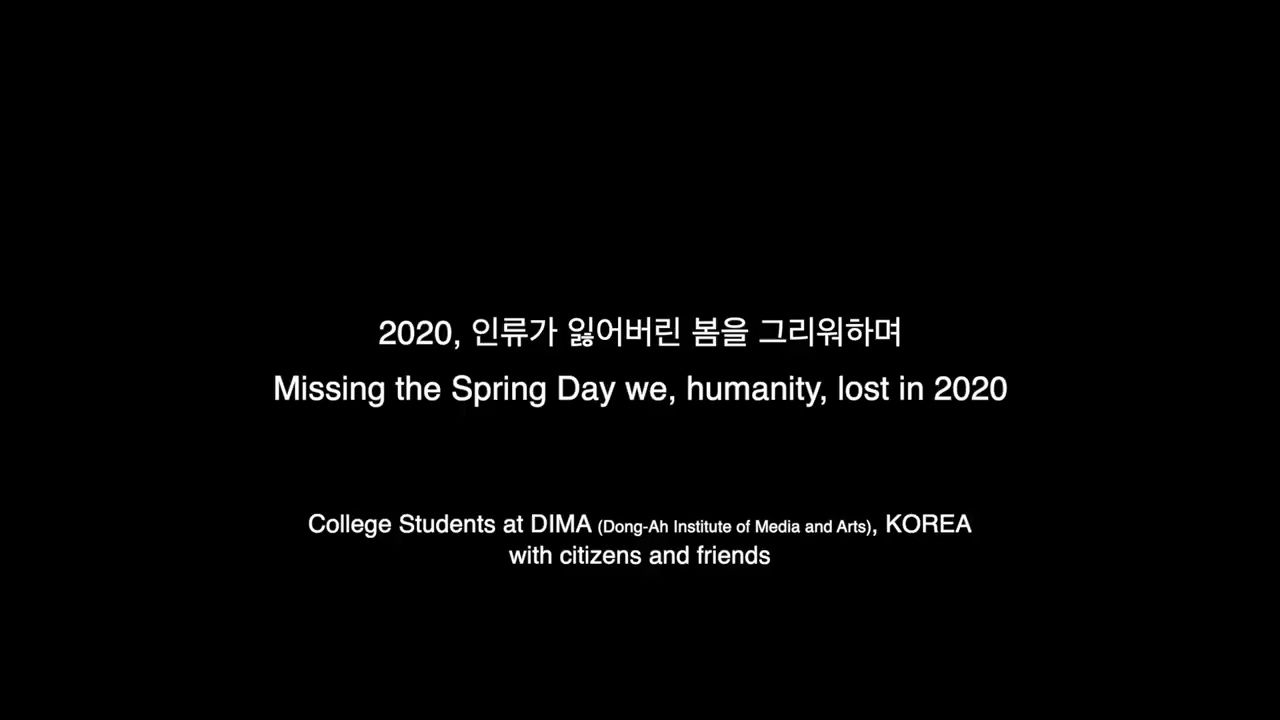 2020, 인류가 잃어버린 봄을 그리워하며
Missing the Spring Day we, humanity, lost in 2020
College Students at DIMA (Dong-Ah Institute of Media and Arts), KOREA
with citizens and friends